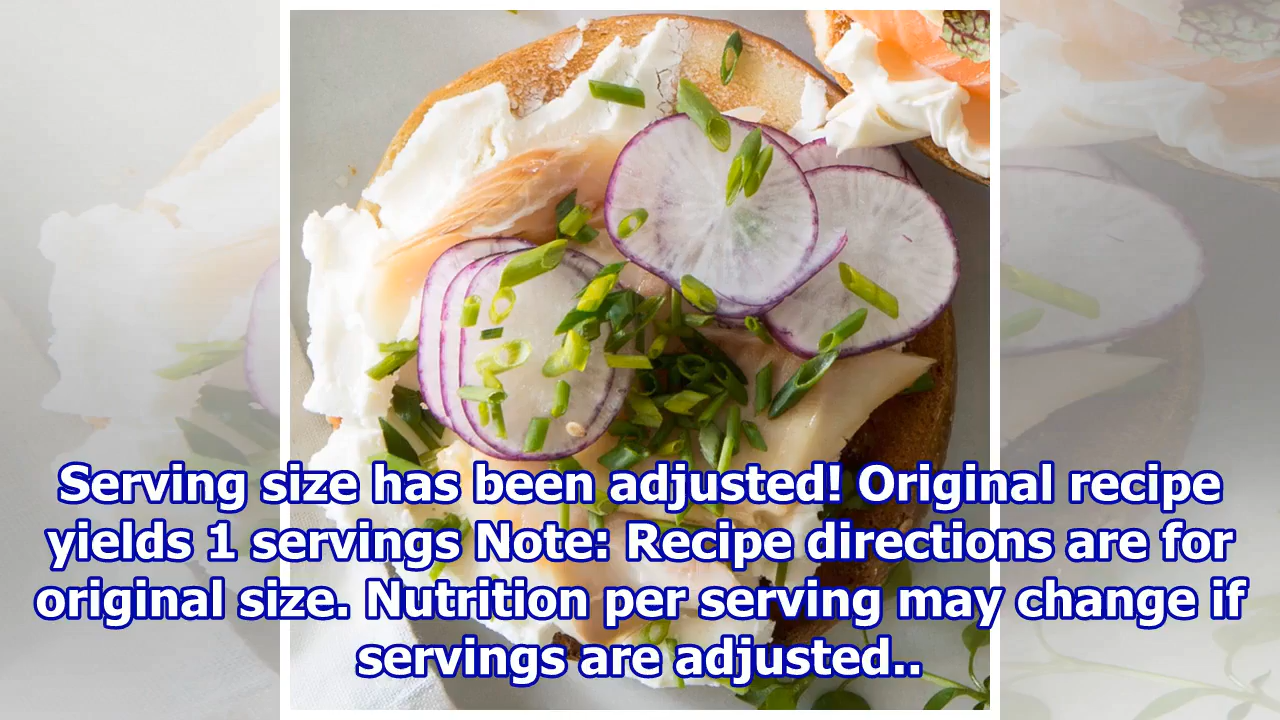 Serving size has been adjusted! Original recipe
yields 1 servings Note: Recipe directions are for
original size. Nutrition per serving may change if
servings are adjusted..